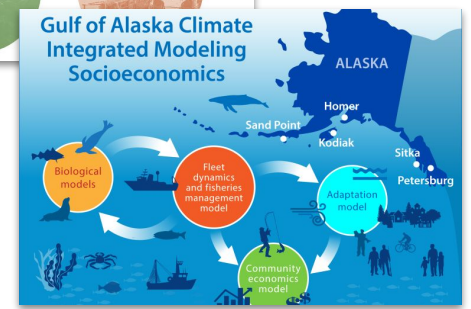 Gulf of Alaska Climate
Integrated Modeling
Socioeconomics
ALASKA
Homer
Sand Point
Kodiak
Sitka
Petersburg
Biological
models
Fleet
dynamics
and fisheries
management
model
Adaptation
model
Community
economics
model